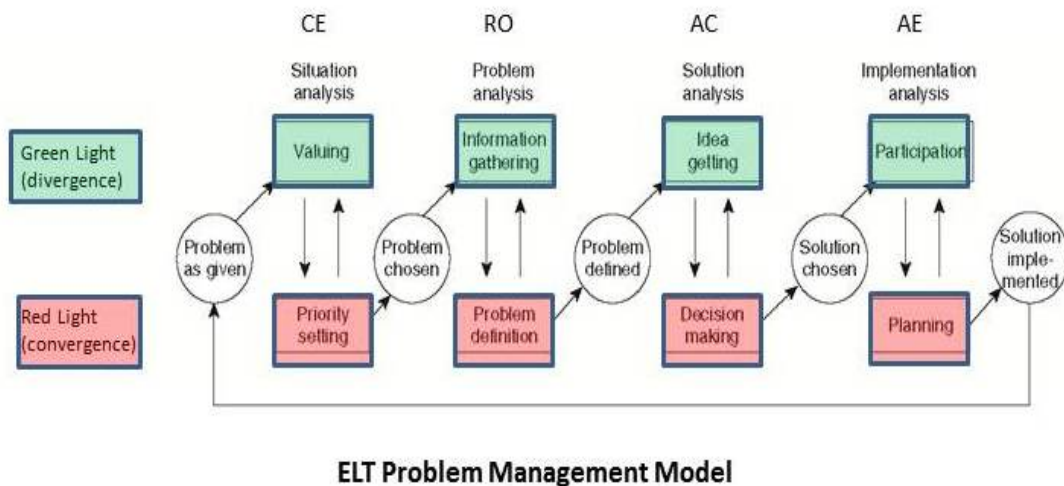 CE
RO
AC
AE
Situation
analysis
Problem
analysis
Solution
analysis
Implementation
analysis
Green Light
(divergence)
Valuing
Information
gathering
Idea
getting
Participation
Problem
as given
Problem
chosen
Problem
defined
Solution
chosen
Solution
imple-
mented
Red Light
(convergence)
Priority
setting
Problem
definition
Decision
making
Planning
ELT Problem Management Model